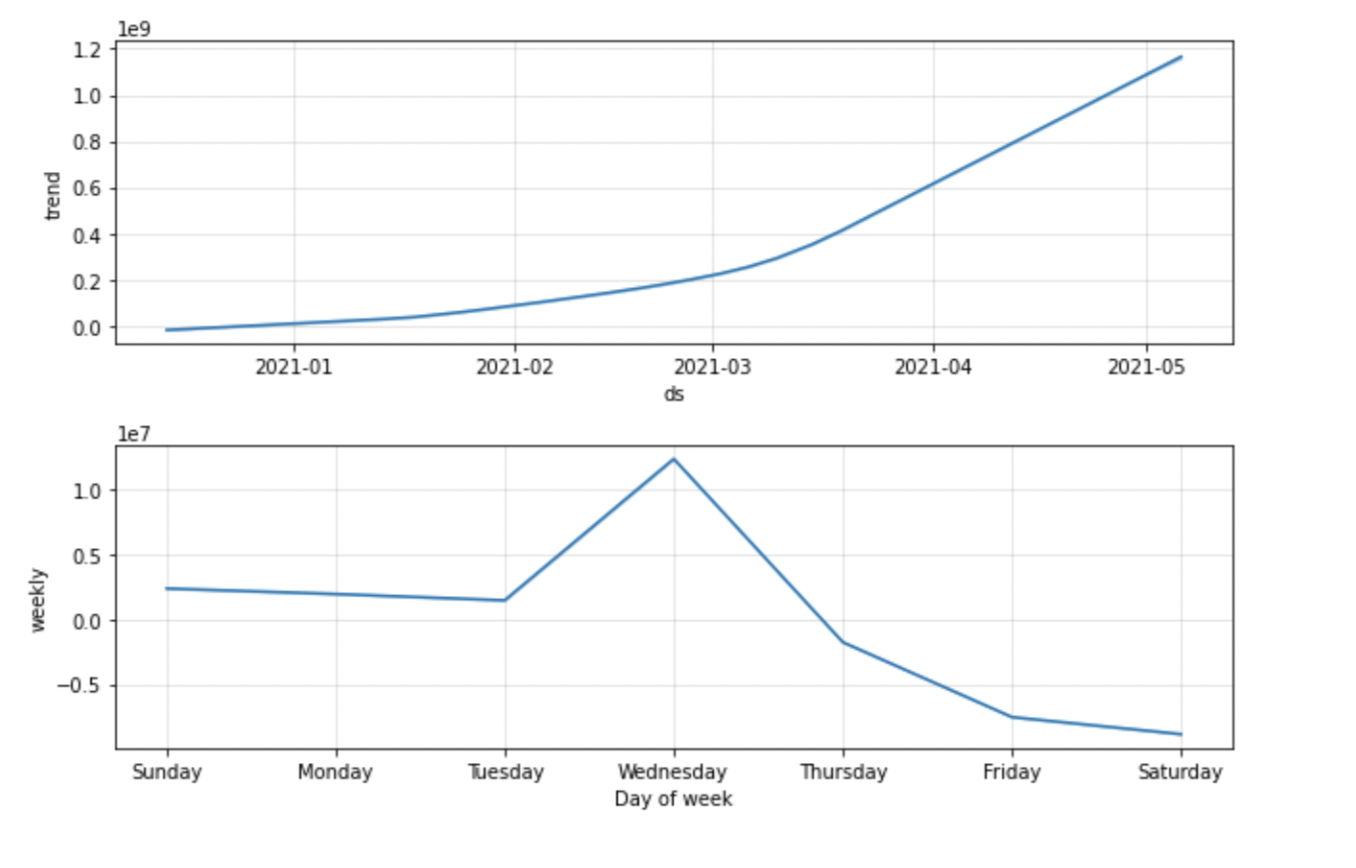 1e9
1.2
1.0
0.8
0.6
0.4
0.2
0.0
trend
2021-01 2021-02 2021-03 2021-04 2021-05
ds
1e7
1.0
0.5
0.0
−0.5
weekly
Sunday Monday Tuesday Wednesday Thursday Friday Saturday
Day of week